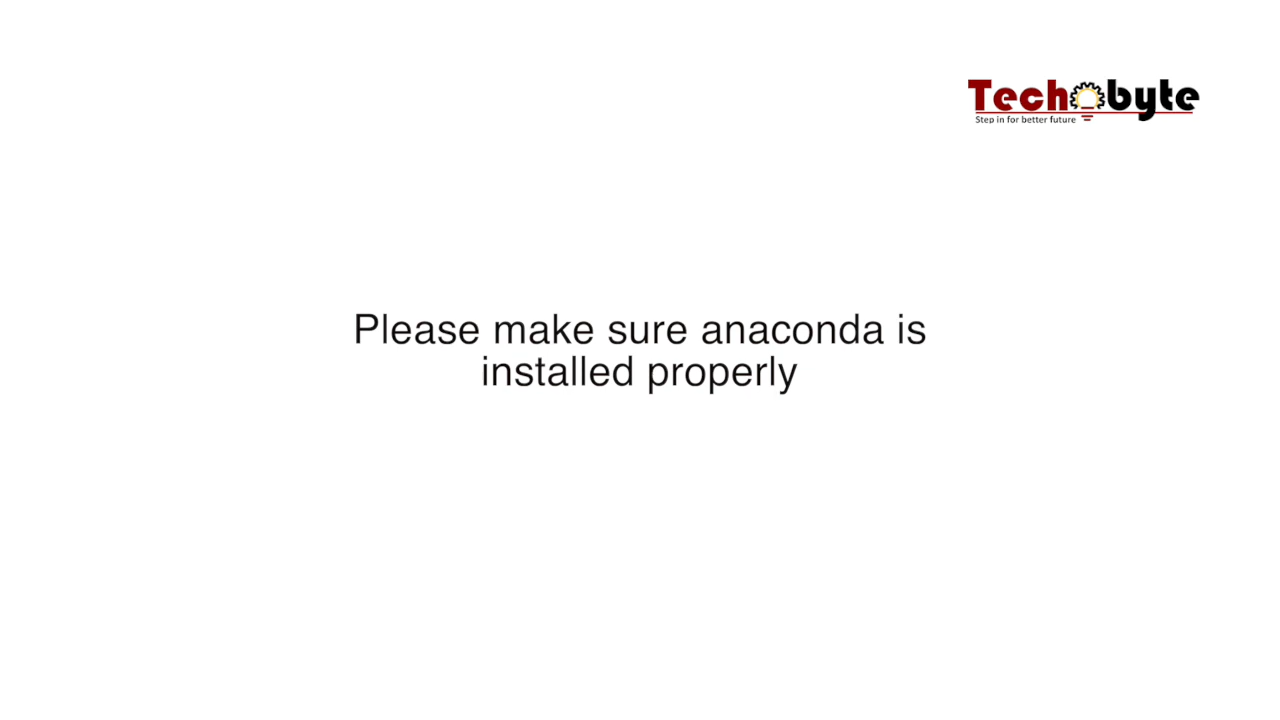 Techobyte
Step in for better future
Please make sure anaconda is
installed properly